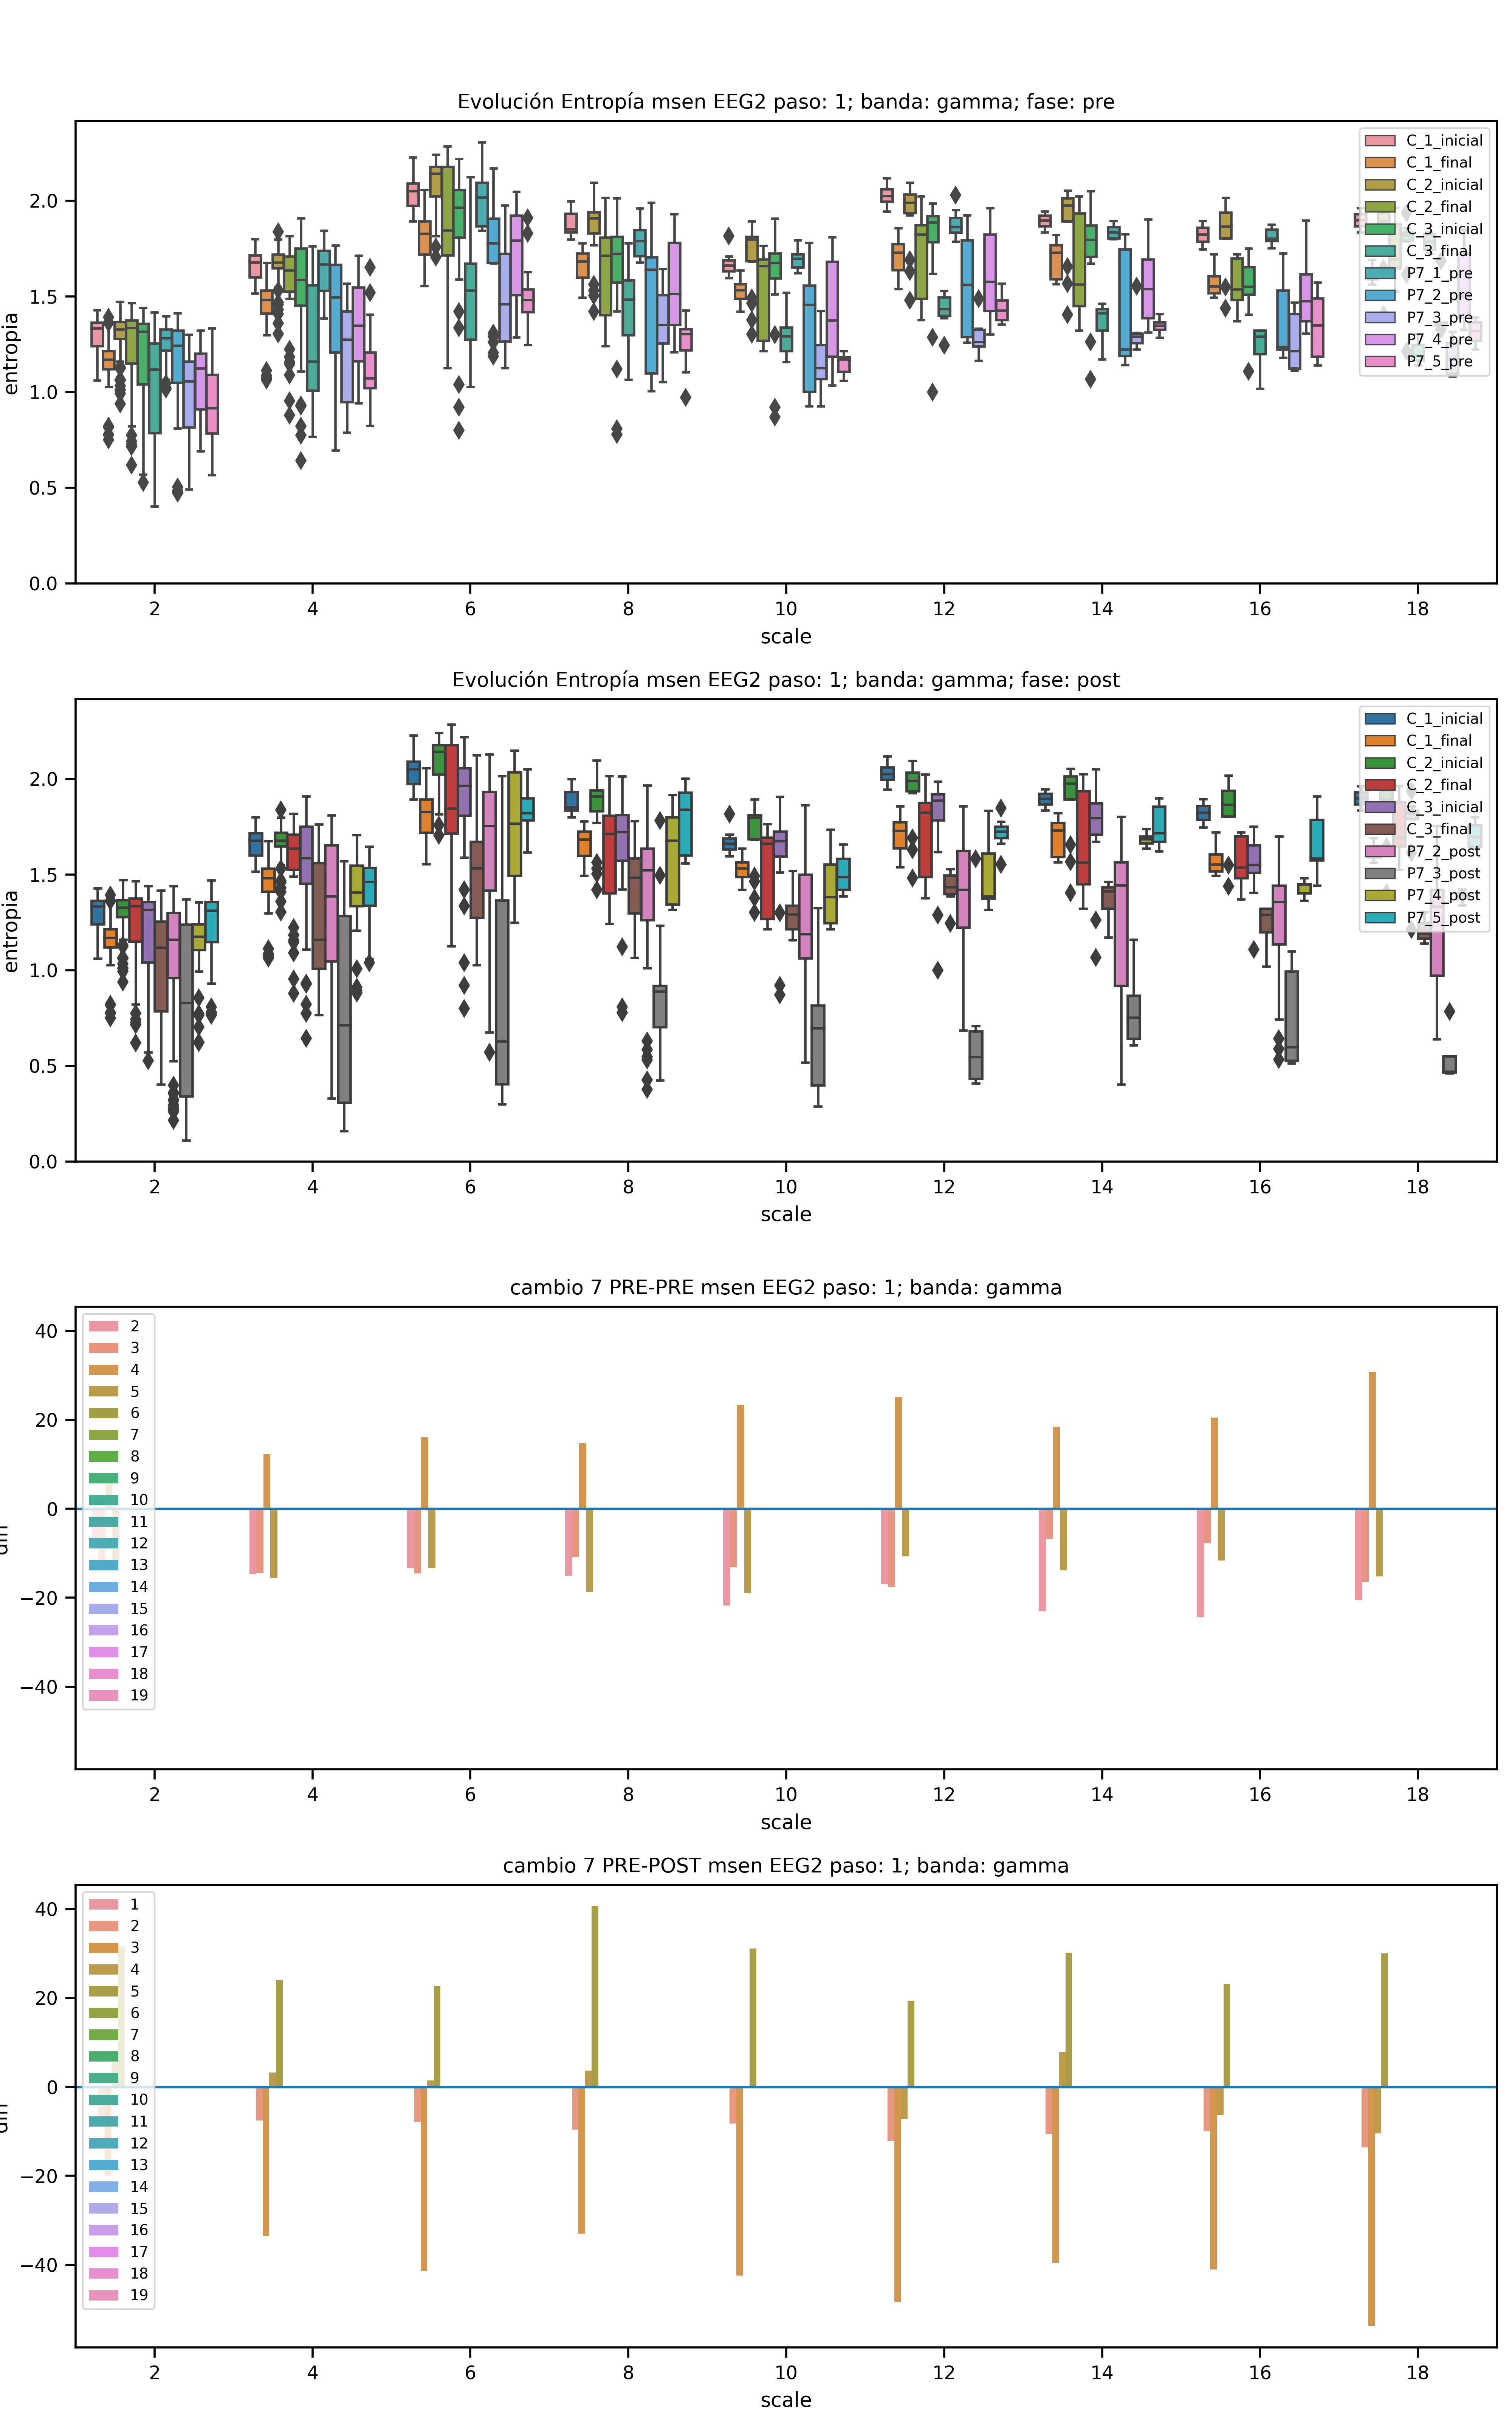 Evolución Entropía msen EEG2 paso: 1; banda: gamma; fase: pre
entropia
2.0
1.5
1.0
0.5
0.0
C_1_inicial
C_1_final
C_2_inicial
C_2_final
C_3_inicial
C_3_final
P7_1_pre
P7_2_pre
P7_3_pre
P7_4_pre
P7_5_pre
2 4 6 8 10 12 14 16 18
scale
Evolución Entropía msen EEG2 paso: 1; banda: gamma; fase: post
entropia
2.0
1.5
1.0
0.5
0.0
C_1_inicial
C_1_final
C_2_inicial
C_2_final
C_3_inicial
C_3_final
P7_2_post
P7_3_post
P7_4_post
P7_5_post
2 4 6 8 10 12 14 16 18
scale
cambio 7 PRE-PRE msen EEG2 paso: 1; banda: gamma
40
20
0
−20
−40
2
3
4
5
6
7
8
9
10
11
12
13
14
15
16
17
18
19
2 4 6 8 10 12 14 16 18
scale
cambio 7 PRE-POST msen EEG2 paso: 1; banda: gamma
40
20
0
−20
−40
1
2
3
4
5
6
7
8
9
10
11
12
13
14
15
16
17
18
19
2 4 6 8 10 12 14 16 18
scale